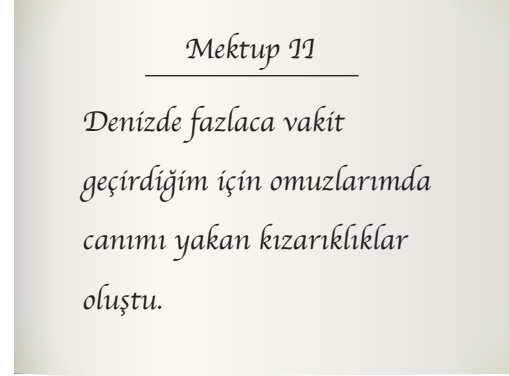 Mektup II
Denizde fazlaca vakit
geçirdiğim için omuzlarımda
canımı yakan kızarıklıklar
oluştu.